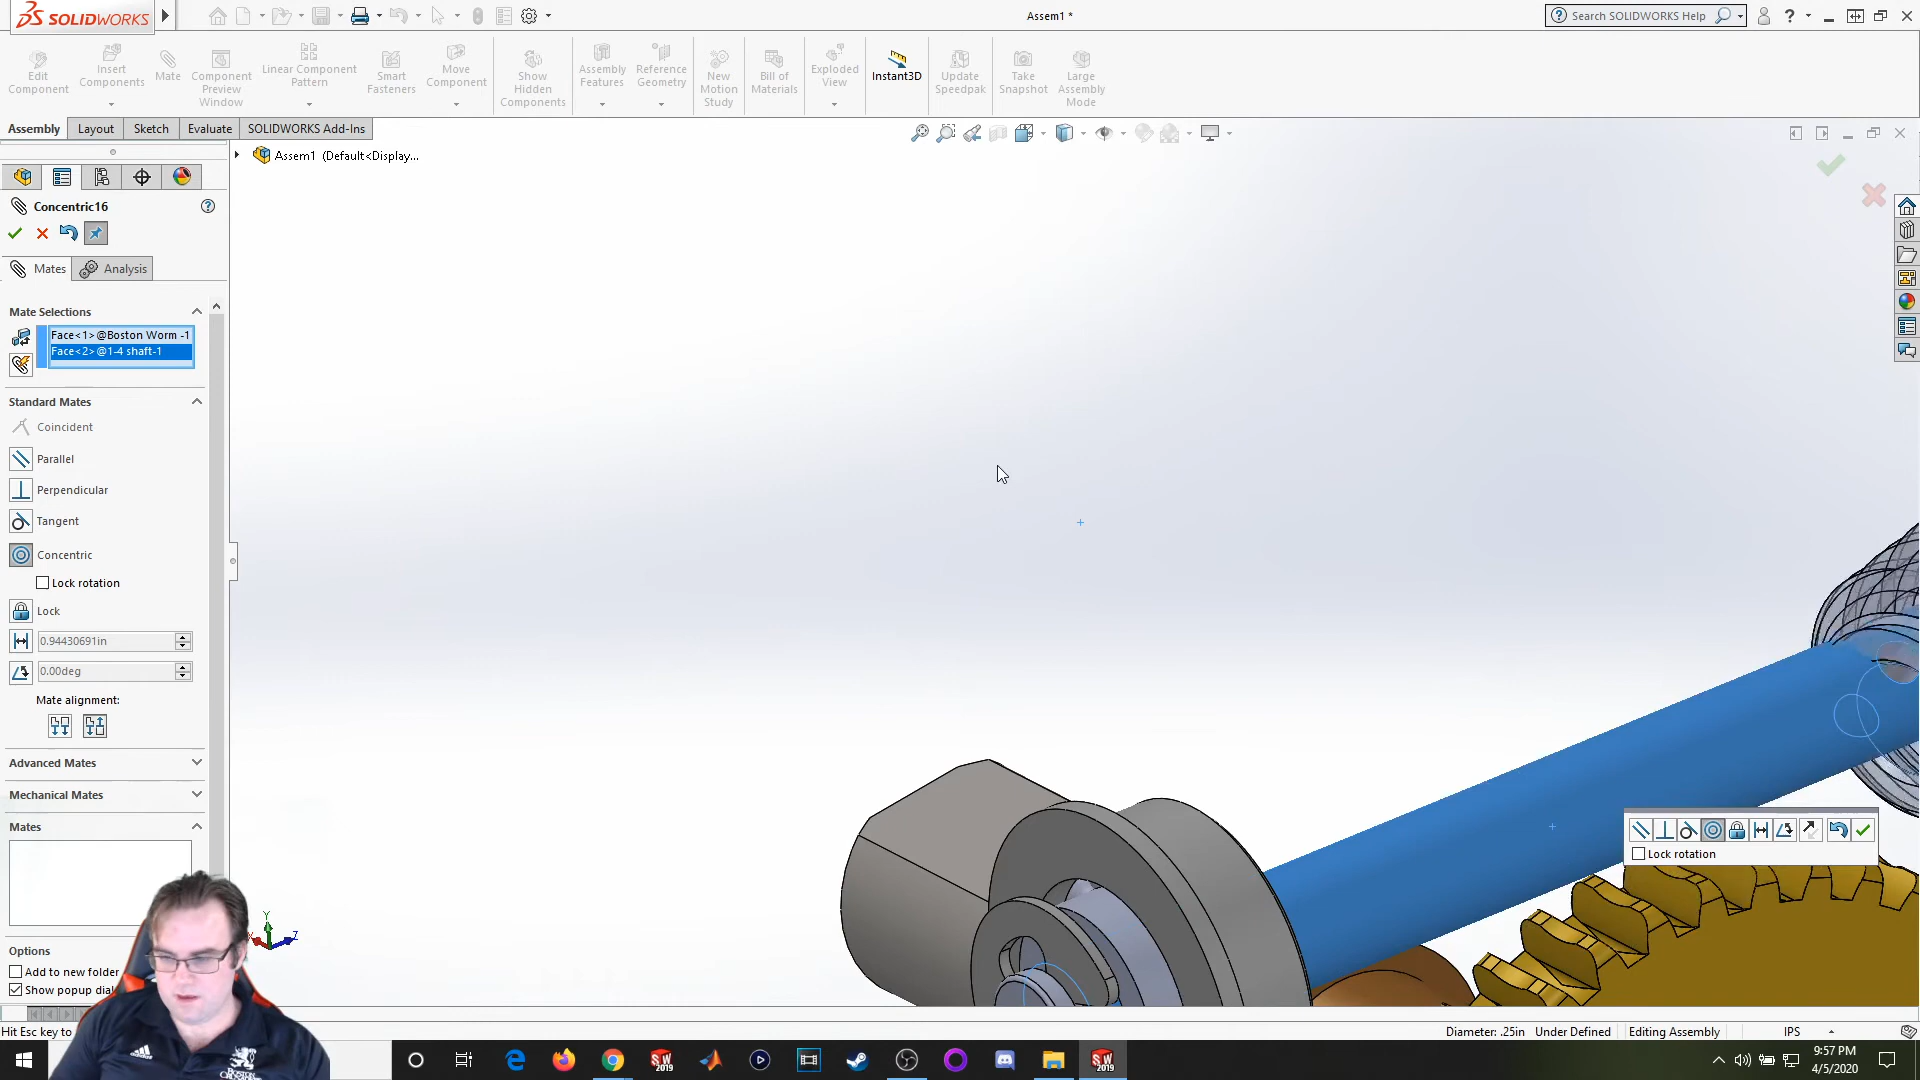 SOLIDWORKS
Assem1 *
Search SOLIDWORKS Help
Edit Component
Insert Components
Mate
Component Preview Window
Linear Component Pattern
Smart Fasteners
Move Component
Show Hidden Components
Assembly Features
Reference Geometry
New Motion Study
Bill of Materials
Exploded View
Instant3D
Update Speedpak
Take Snapshot
Large Assembly Mode
Assembly
Layout
Sketch
Evaluate
SOLIDWORKS Add-Ins
Assem1 (Default<Display...
Concentric16
Mates
Analysis
Mate Selections
Face<1>@Boston Worm -1
Face<2>@1-4 shaft-1
Standard Mates
Coincident
Parallel
Perpendicular
Tangent
Concentric
Lock rotation
Lock
0.94430691in
0.00deg
Mate alignment:
Advanced Mates
Mechanical Mates
Mates
Lock rotation
Y
Z
Options
Add to new folder
Show popup dial
Hit Esc key to
Diameter: .25in
Under Defined
Editing Assembly
IPS
SW 2019
SW 2019
9:57 PM
4/5/2020
adidas
BOSTON